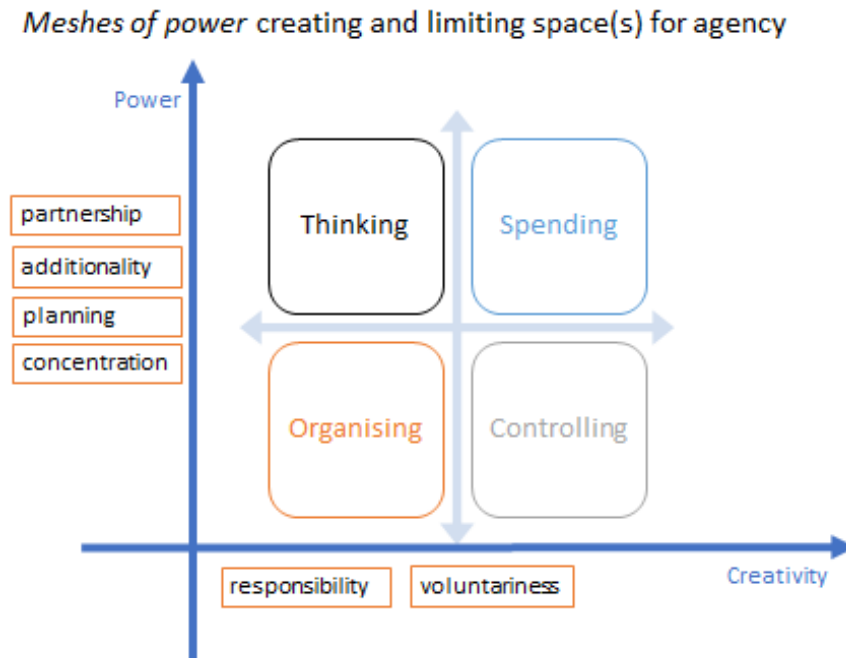 Meshes of power creating and limiting space(s) for agency
Power
partnership
additionality
planning
concentration
Thinking
Spending
Organising
Controlling
responsibility
voluntariness
Creativity